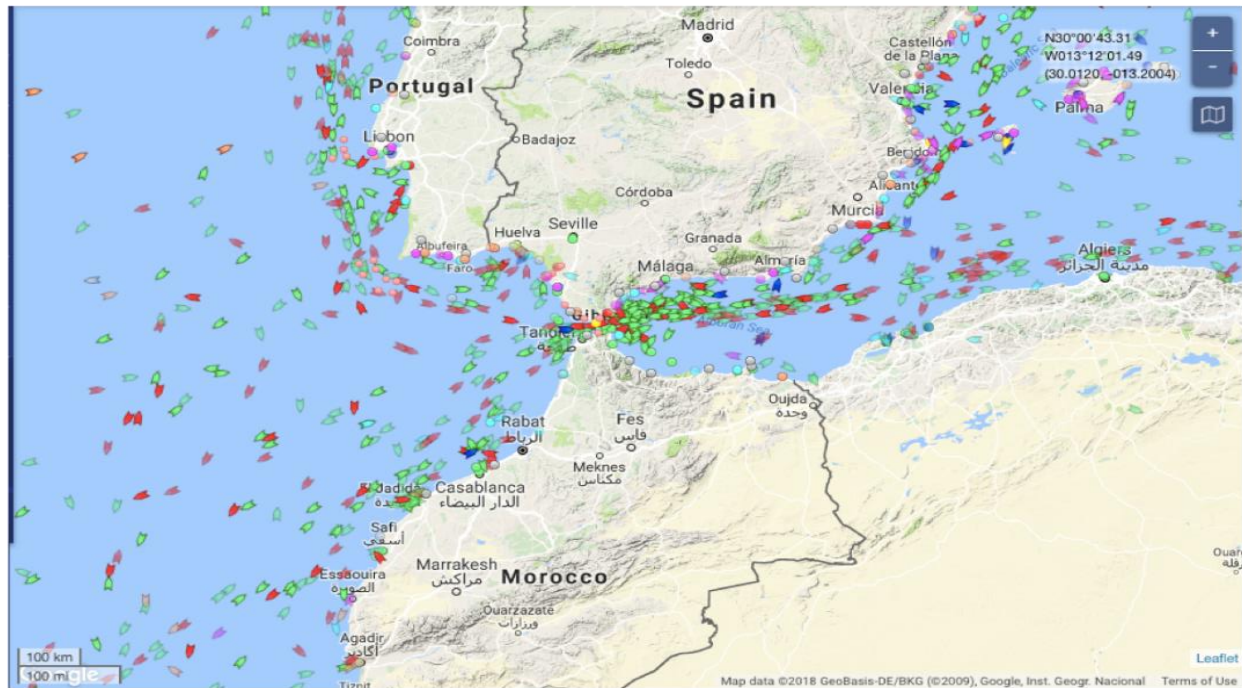 Madrid
N30°00'43.31
W013°12'01.49
(30.0120, -013.2004)
+
−
Coimbra
Castellón
de la Plana
Toledo
Portugal
Spain
Valencia
Palma
Lisbon
Badajoz
Alicante
Córdoba
Murcia
Seville
Huelva
Albufeira
Faro
Granada
Algiers
مدينة الجزائر
Málaga
Almería
Alboran Sea
Oujda
وجدة
Rabat
الرباط
Fes
فاس
Meknes
مكناس
Casablanca
الدار البيضاء
El Jadida
Safi
أسفي
Essaouira
الصويرة
Marrakesh
مراكش
Morocco
Ouarzazate
ورزازات
Agadir
أكادير
Tiznit
100 km
100 mi
Google
Leaflet
Map data ©2018 GeoBasis-DE/BKG (©2009), Google, Inst. Geogr. Nacional Terms of Use